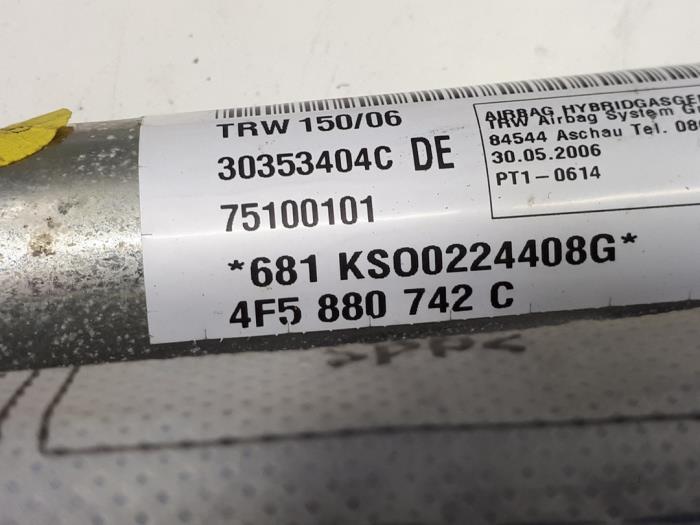 TRW 150/06
30353404C DE
75100101
*681 KSO0224408G*
4F5 880 742 C
AIRBAG
TRW Airbag System
84544 Aschau Tel.
30.05.2006
PT1-0614